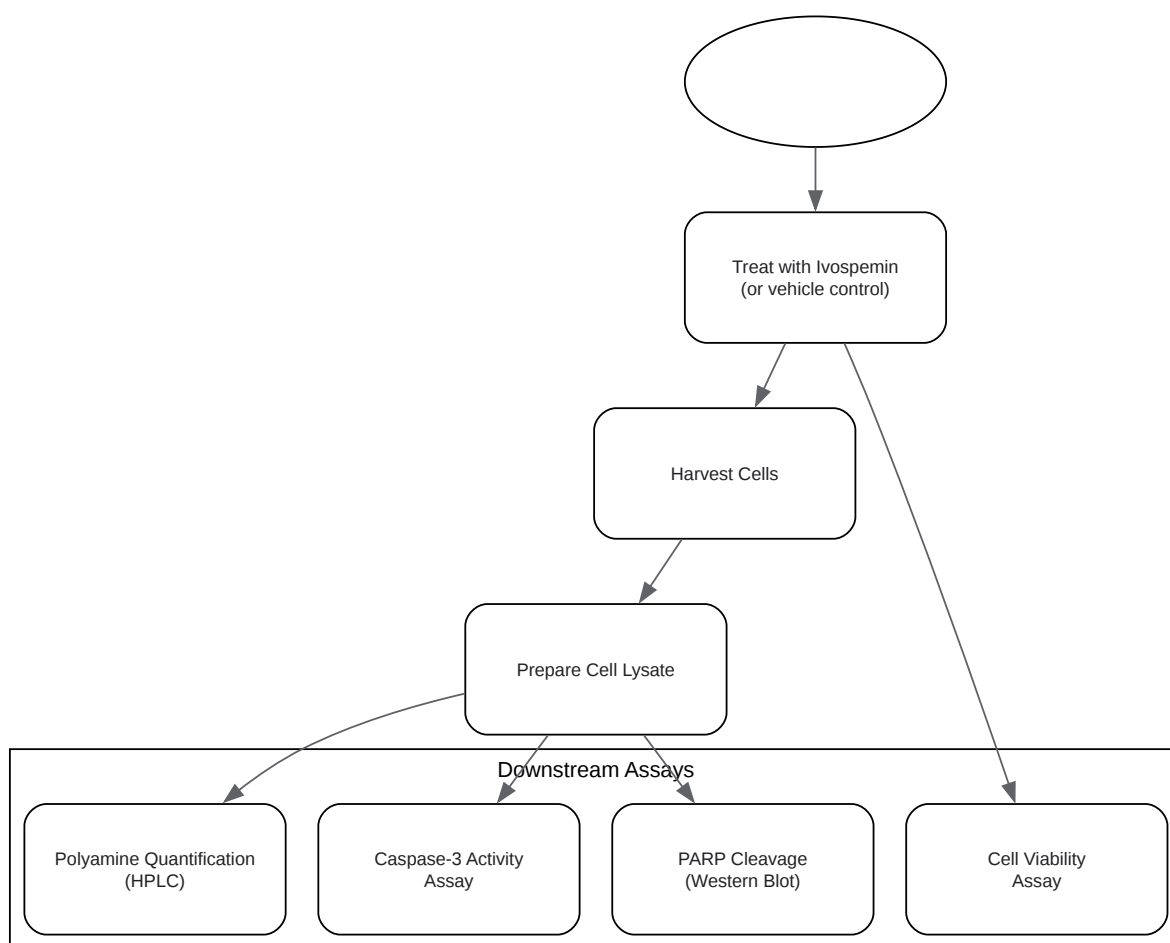 Treat with Ivospemin
(or vehicle control)
Harvest Cells
Prepare Cell Lysate
Downstream Assays
Polyamine Quantification
(HPLC)
Caspase-3 Activity
Assay
PARP Cleavage
(Western Blot)
Cell Viability
Assay